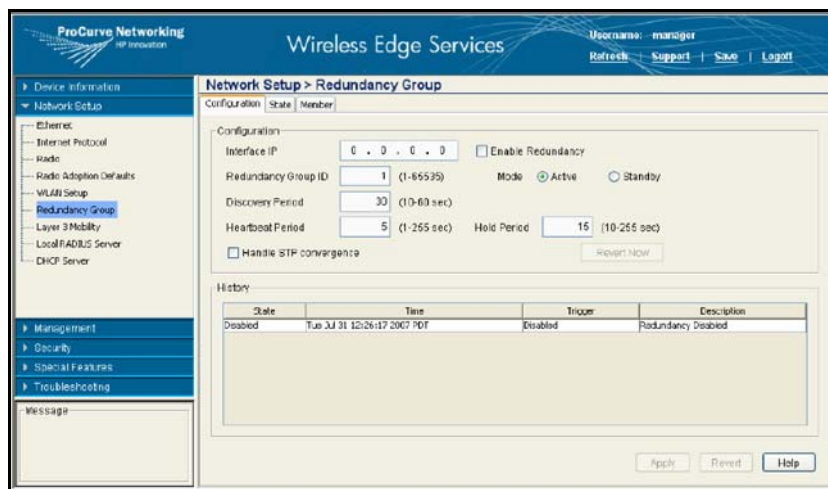 ProCurve Networking
HP Innovation
Wireless Edge Services
Username: manager
Refresh | Support | Save | Logoff
Device Information
Network Setup
Ethernet
Internet Protocol
Radio
Radio Adoption Defaults
WLAN Setup
Redundancy Group
Layer 3 Mobility
Local RADIUS Server
DHCP Server
Management
Security
Special Features
Troubleshooting
Message
Network Setup > Redundancy Group
Configuration State Member
Configuration
Interface IP 0 . 0 . 0 . 0 Enable Redundancy
Redundancy Group ID 1 (1-65535) Mode Active Standby
Discovery Period 30 (10-60 sec)
Heartbeat Period 5 (1-255 sec) Hold Period 15 (10-255 sec)
Handle STP convergence Revert Now
History
State Time Trigger Description
Disabled Tue Jul 31 12:26:17 2007 PDT Disabled Redundancy Disabled
Apply Revert Help